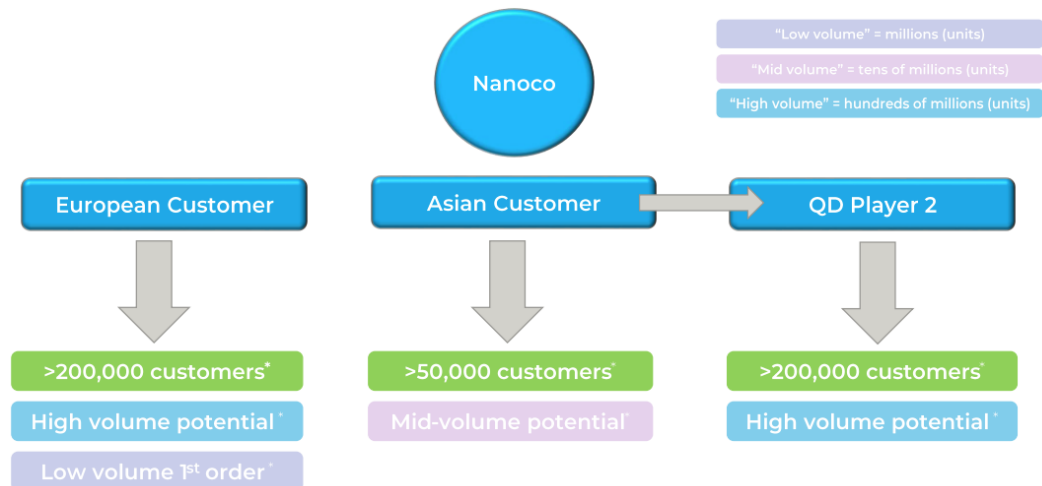 Nanoco
“Low volume” = millions (units)
“Mid volume” = tens of millions (units)
“High volume” = hundreds of millions (units)
European Customer
Asian Customer
QD Player 2
>200,000 customers*
>50,000 customers*
>200,000 customers*
High volume potential*
Mid-volume potential*
High volume potential*
Low volume 1st order*